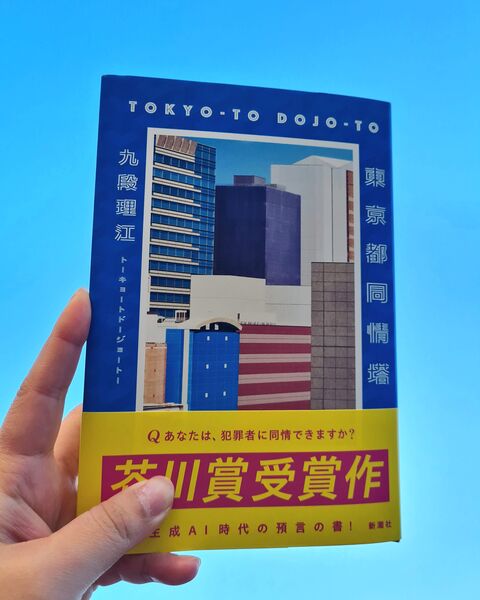 TOKYO-TO DOJO-TO
東京都同情塔
九段理江
トーキョートドージョートー
Qあなたは、犯罪者に同情できますか?
芥川賞受賞作
生成AI時代の預言の書!
新潮社